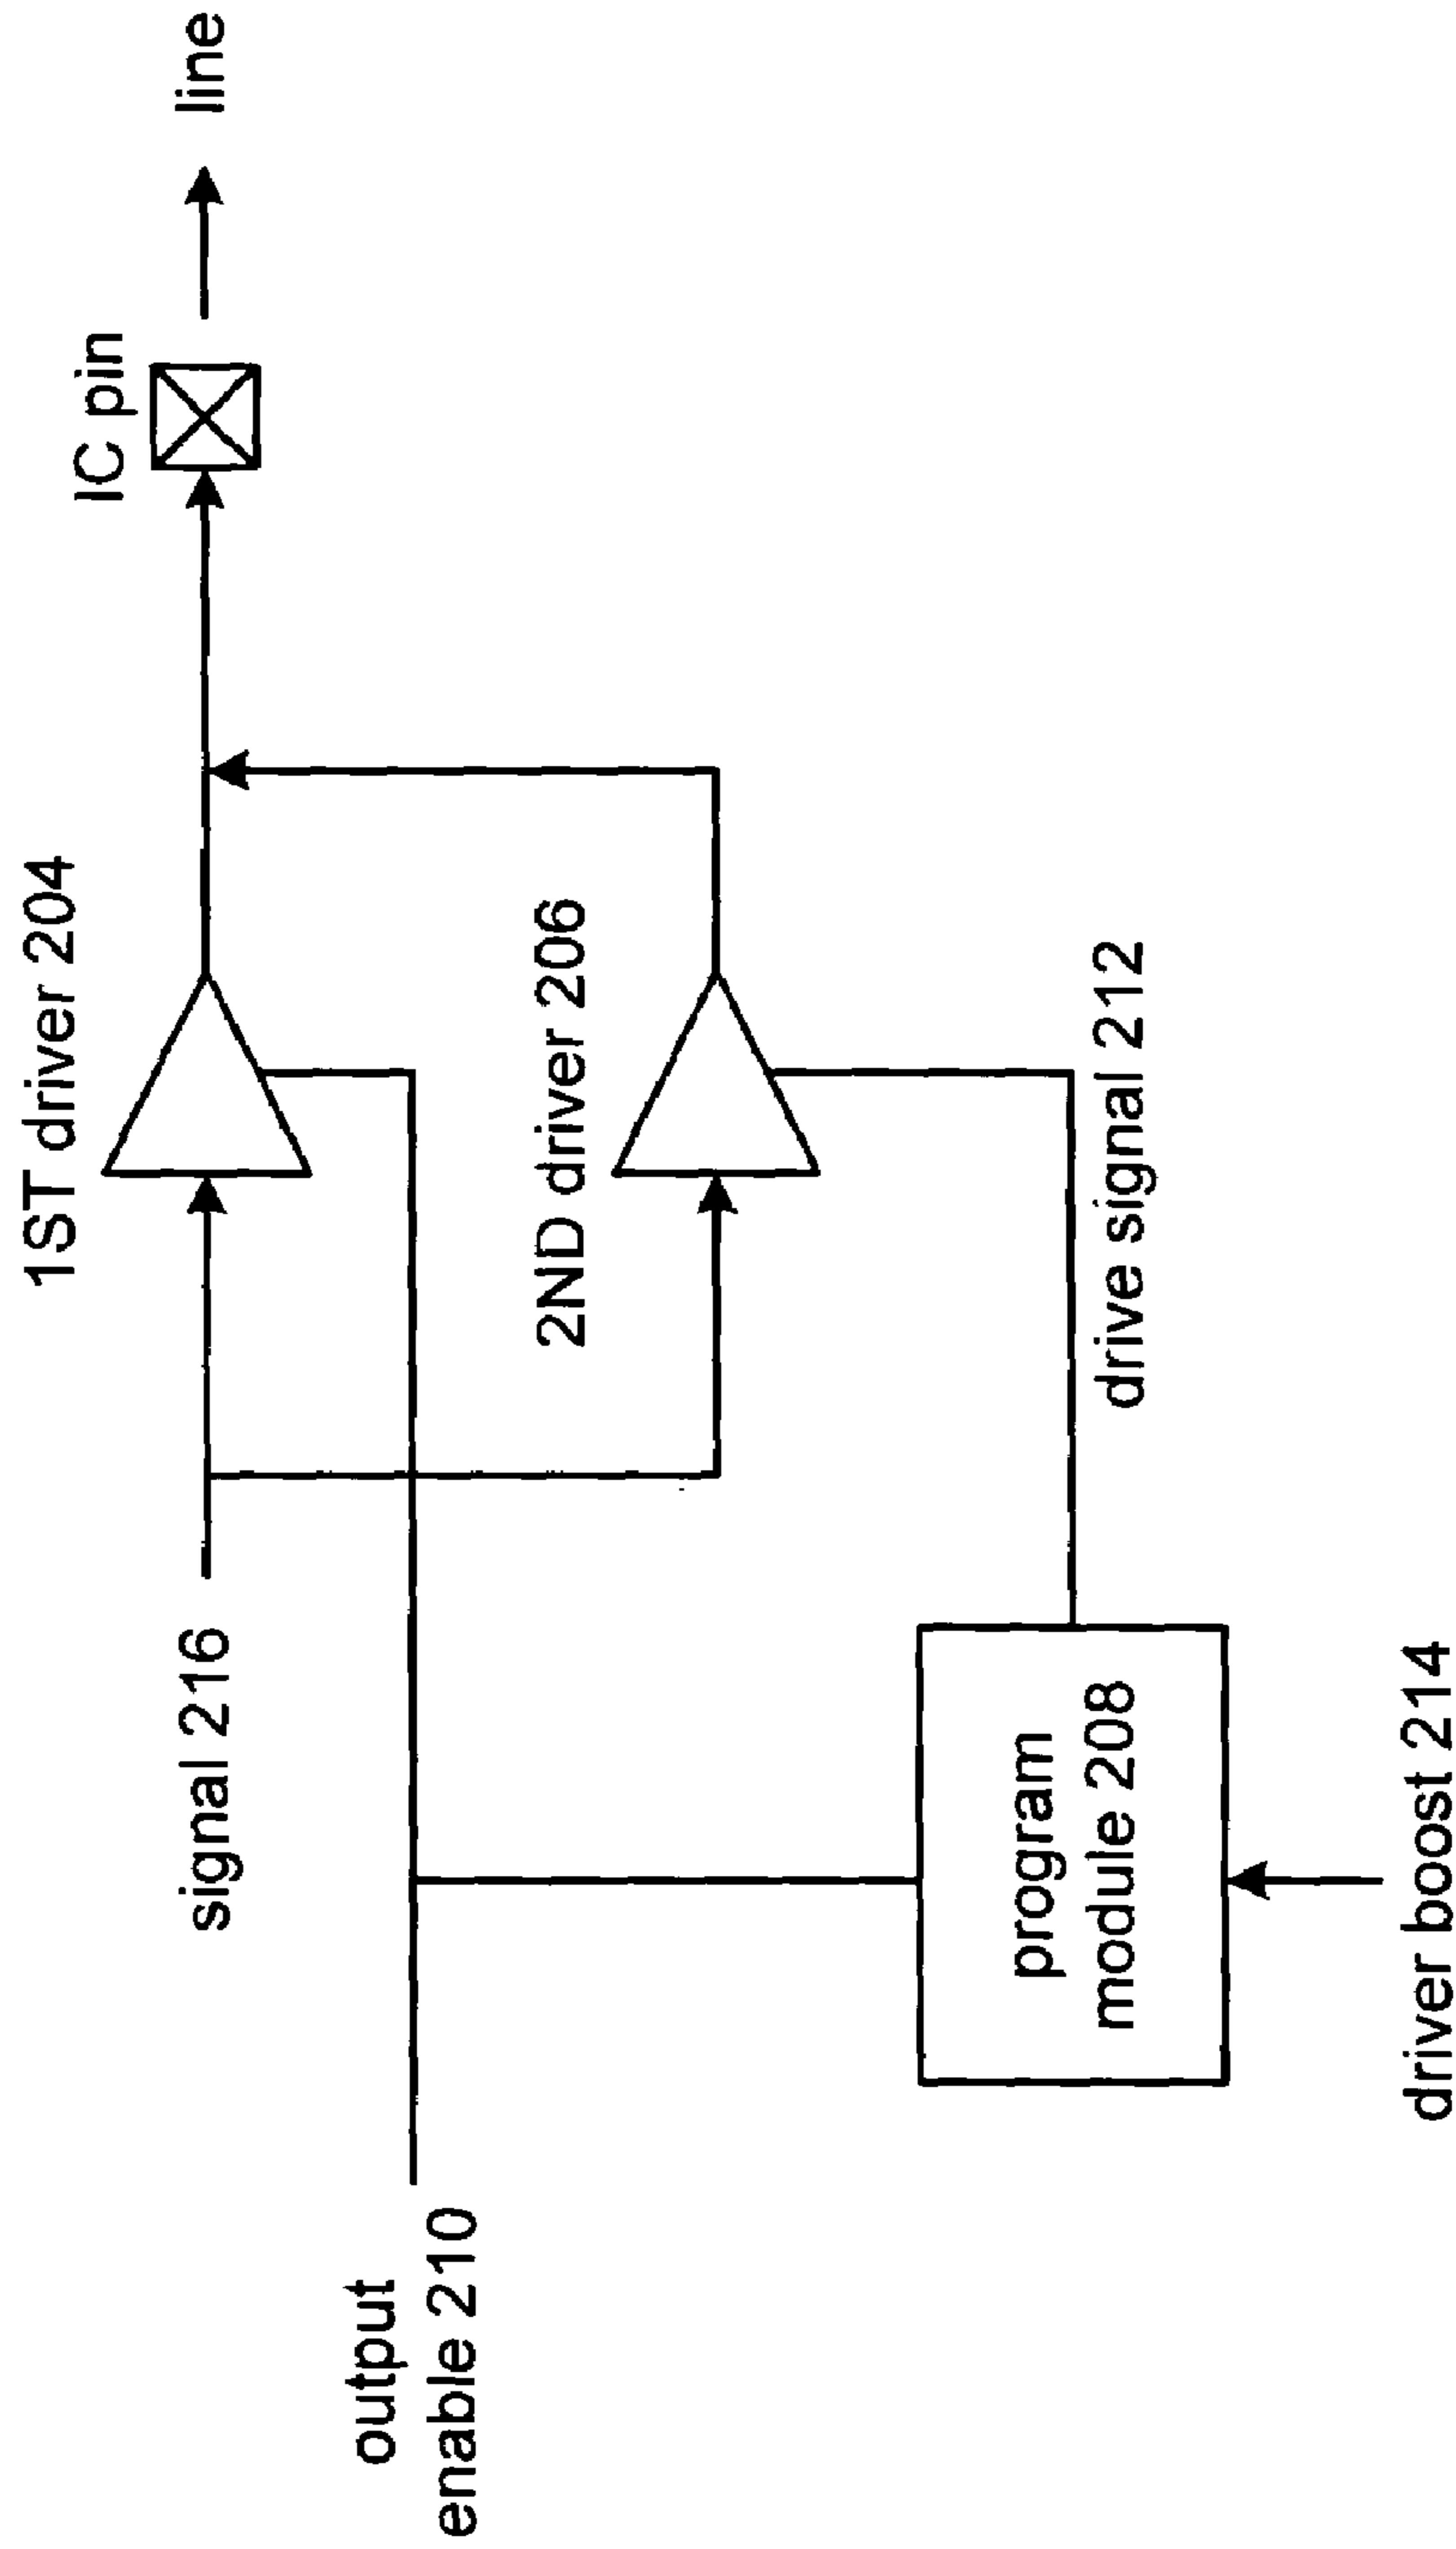 1ST driver 204
IC pin
line
signal 216
2ND driver 206
output
enable 210
drive signal 212
program
module 208
driver boost 214